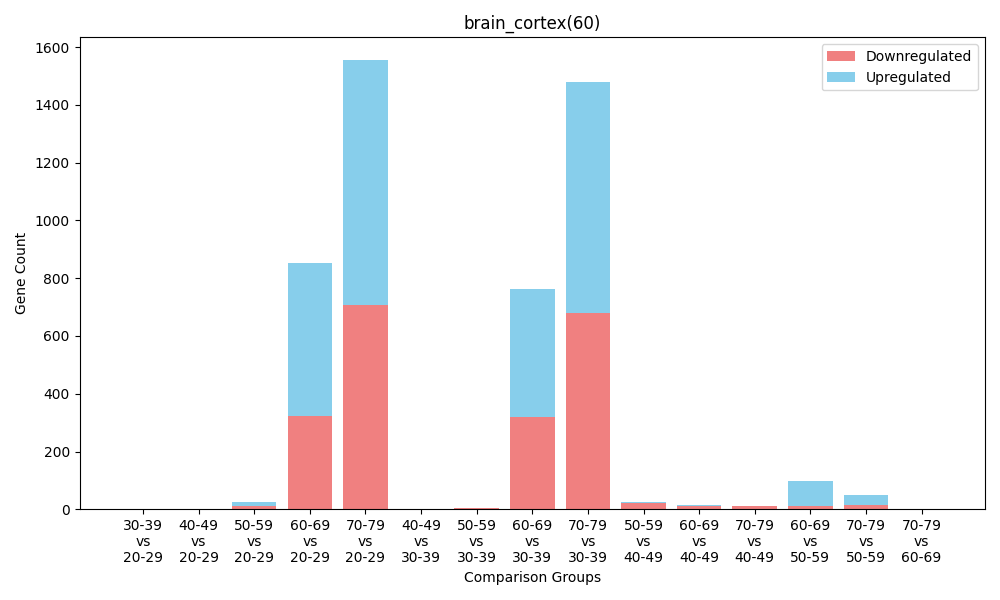 brain_cortex(60)
Downregulated
Upregulated
Gene Count
1600
1400
1200
1000
800
600
400
200
0
30-39 40-49 50-59 60-69 70-79 40-49 50-59 60-69 70-79 50-59 60-69 70-79 60-69 70-79 70-79
vs vs vs vs vs vs vs vs vs vs vs vs vs vs vs
20-29 20-29 20-29 20-29 20-29 30-39 30-39 30-39 30-39 40-49 40-49 40-49 50-59 50-59 60-69
Comparison Groups